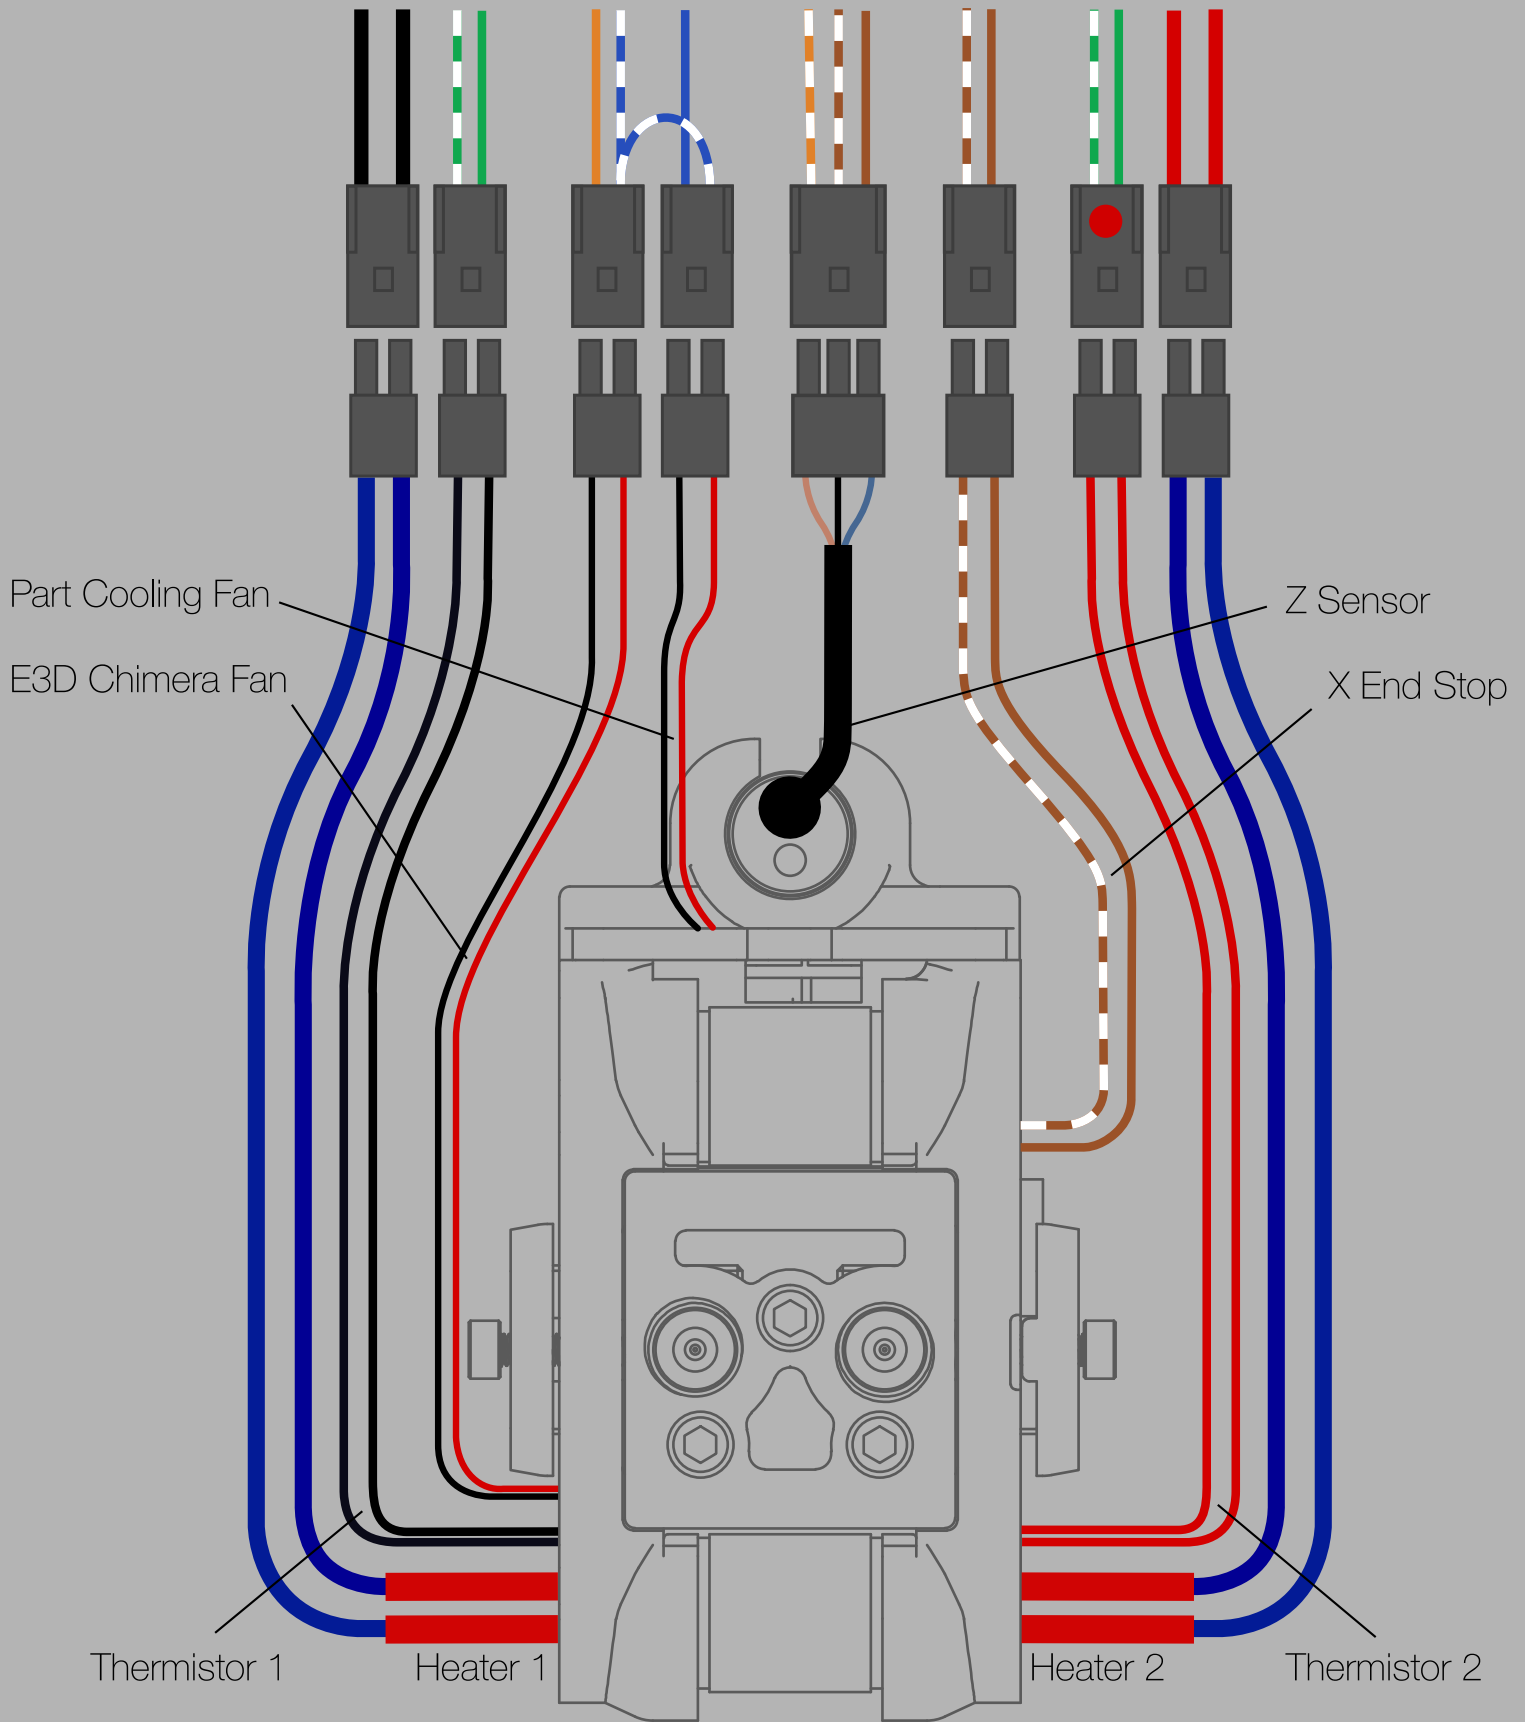 Part Cooling Fan
Z Sensor
E3D Chimera Fan
X End Stop
Thermistor 1
Heater 1
Heater 2
Thermistor 2